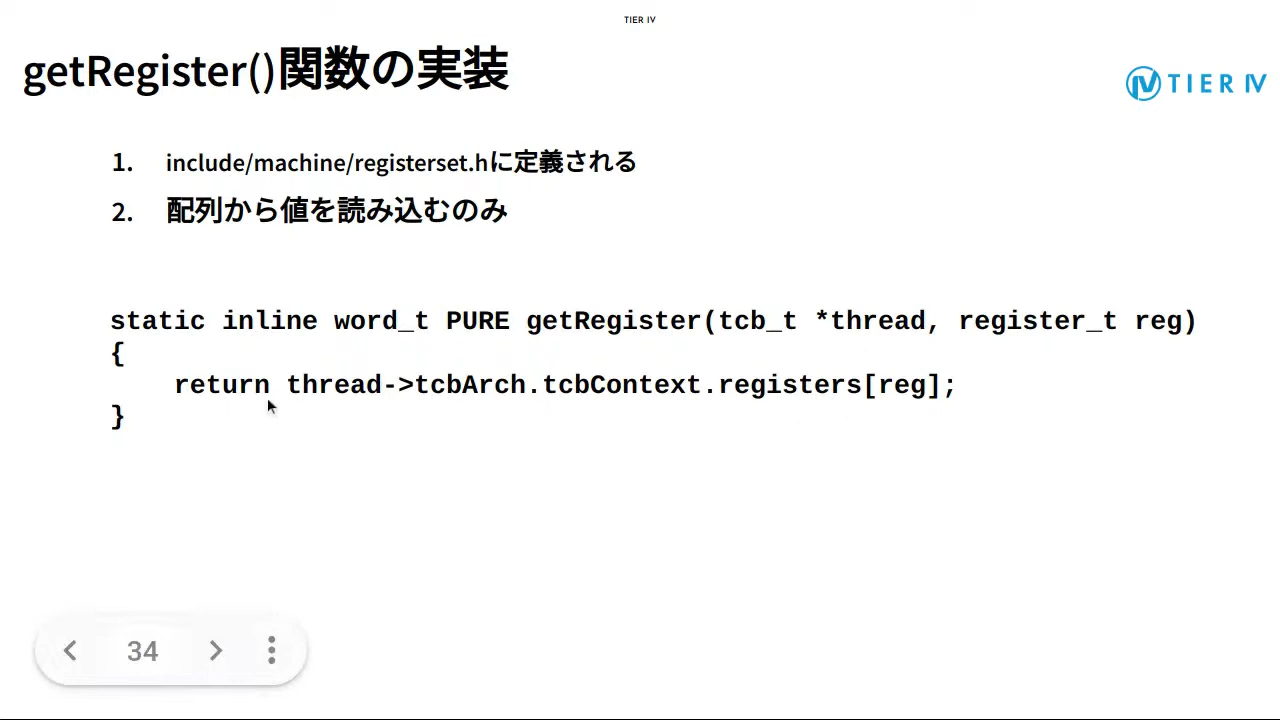 TIER IV
getRegister()関数の実装
TIER IV
1. include/machine/registerset.hに定義される
2. 配列から値を読み込むのみ
static inline word_t PURE getRegister(tcb_t *thread, register_t reg)
{
    return thread->tcbArch.tcbContext.registers[reg];
}
34